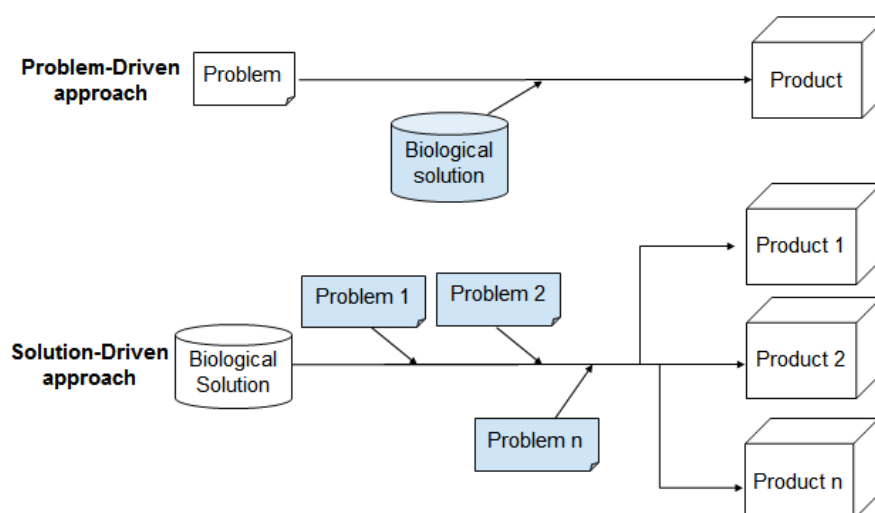 Problem-Driven
approach
Problem
Product
Biological
solution
Product 1
Problem 1
Problem 2
Solution-Driven
approach
Biological
Solution
Product 2
Problem n
Product n